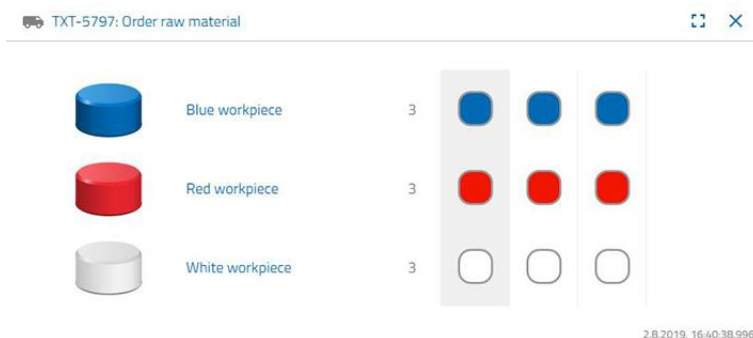 TXT-5797: Order raw material
Blue workpiece 3
Red workpiece 3
White workpiece 3
2.8.2019, 16:40:38.996